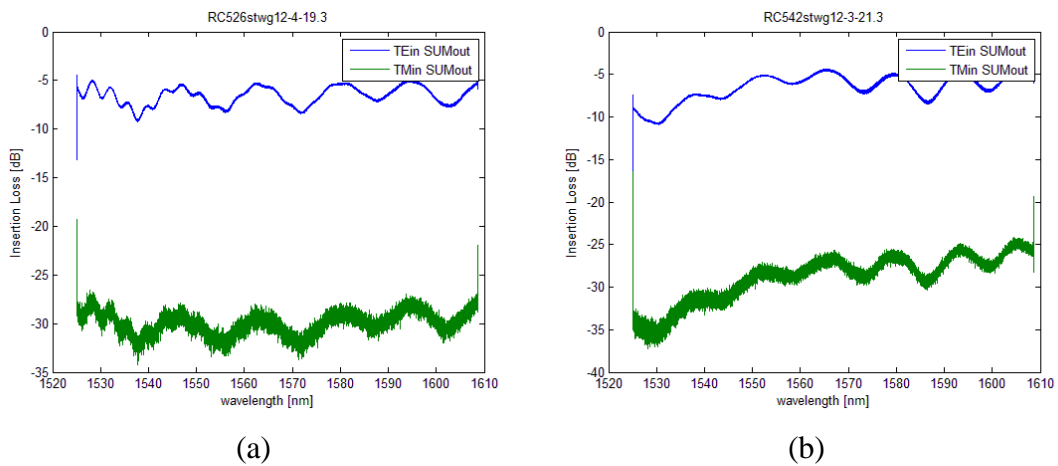 RC526stwg12-4-19.3
0
-5
-10
-15
-20
-25
-30
-35
Insertion Loss [dB]
TEin SUMout
TMin SUMout
1520 1530 1540 1550 1560 1570 1580 1590 1600 1610
wavelength [nm]
(a)
RC542stwg12-3-21.3
0
-5
-10
-15
-20
-25
-30
-35
-40
Insertion Loss [dB]
TEin SUMout
TMin SUMout
1520 1530 1540 1550 1560 1570 1580 1590 1600 1610
wavelength [nm]
(b)